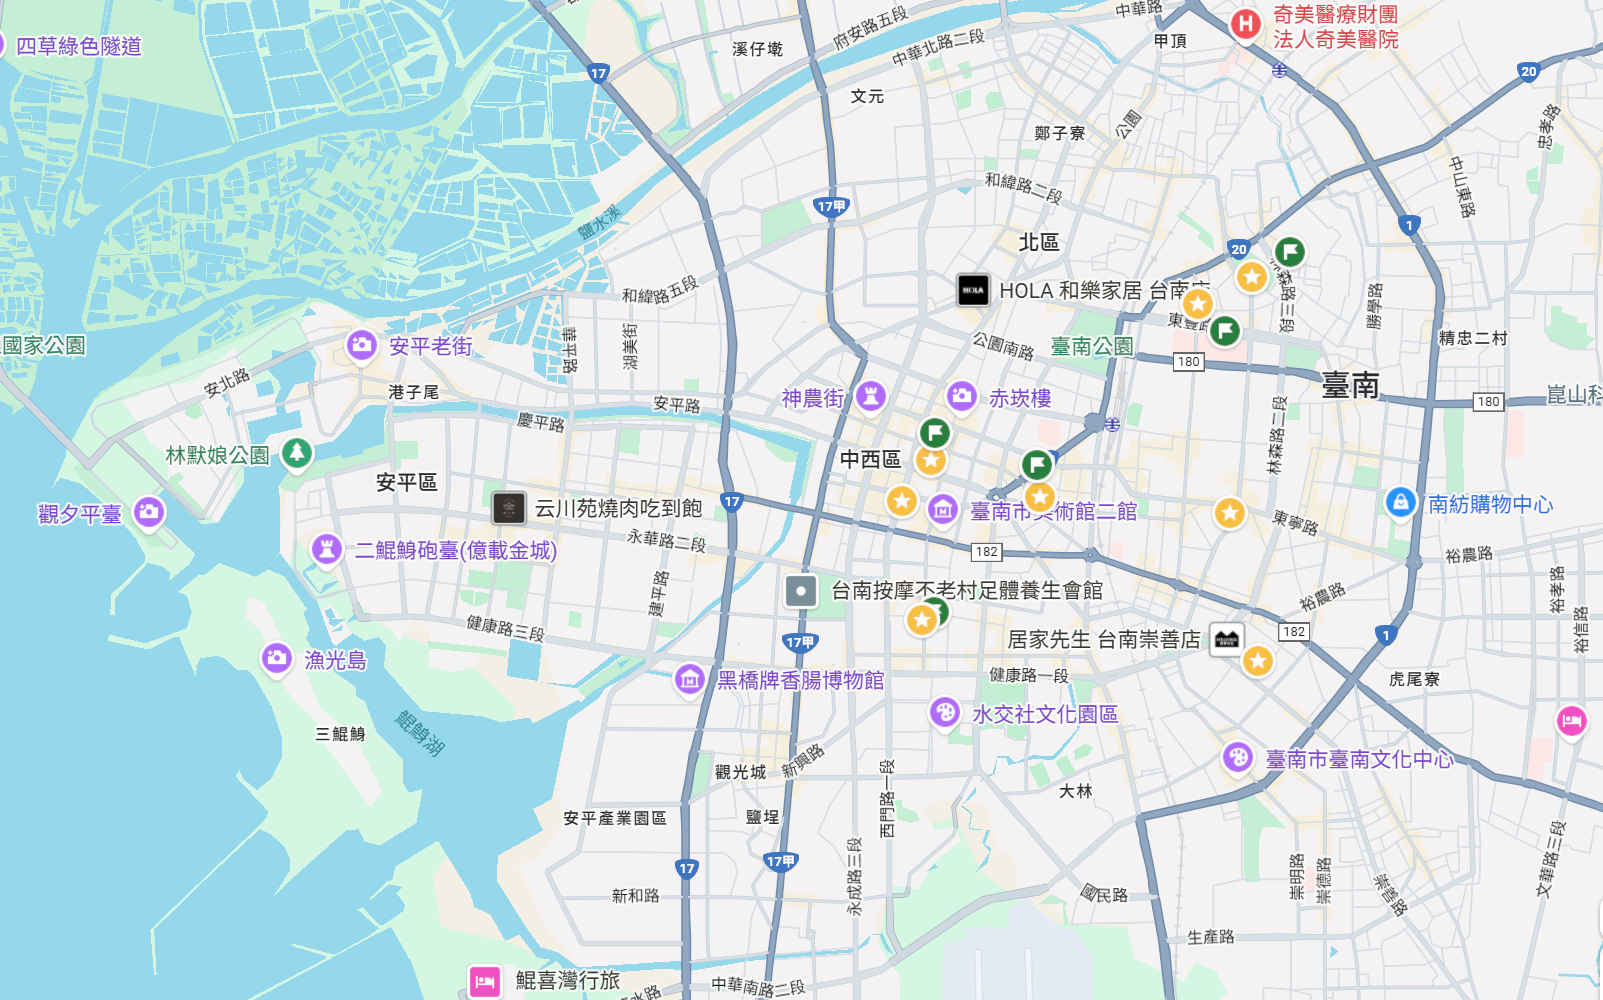 四草綠色隧道
17
溪仔墘
府安路五段
中華北路二段
中華路
甲頂
H
奇美醫療財團
法人奇美醫院
20
文元
鄭子寮
公園
忠孝路
中山東路
鹽水溪
17甲
和緯路二段
北區
20
1
和緯路五段
HOLA
HOLA 和樂家居 台南店
林森路三段
勝學路
國家公園
安平老街
華平路
湖美街
公園南路
臺南公園
東豐路
180
精忠二村
臺南
安北路
港子尾
安平路
神農街
赤崁樓
180
崑山科
慶平路
林默娘公園
中西區
林森路二段
安平區
觀夕平臺
云川苑燒肉吃到飽
17
臺南市美術館二館
南紡購物中心
東寧路
二鯤鯓砲臺(億載金城)
永華路二段
182
裕農路
建平路
台南按摩不老村足體養生會館
裕農路
裕孝路
裕信路
健康路三段
17甲
居家先生 台南崇善店
182
1
漁光島
黑橋牌香腸博物館
健康路一段
虎尾寮
鯤鯓湖
三鯤鯓
水交社文化園區
觀光城
新興路
臺南市臺南文化中心
大林
西門路一段
安平產業園區
鹽埕
17
17甲
永成路三段
文華路三段
崇明路
崇德路
崇善路
新和路
國民路
生產路
鯤喜灣行旅
中華南路二段